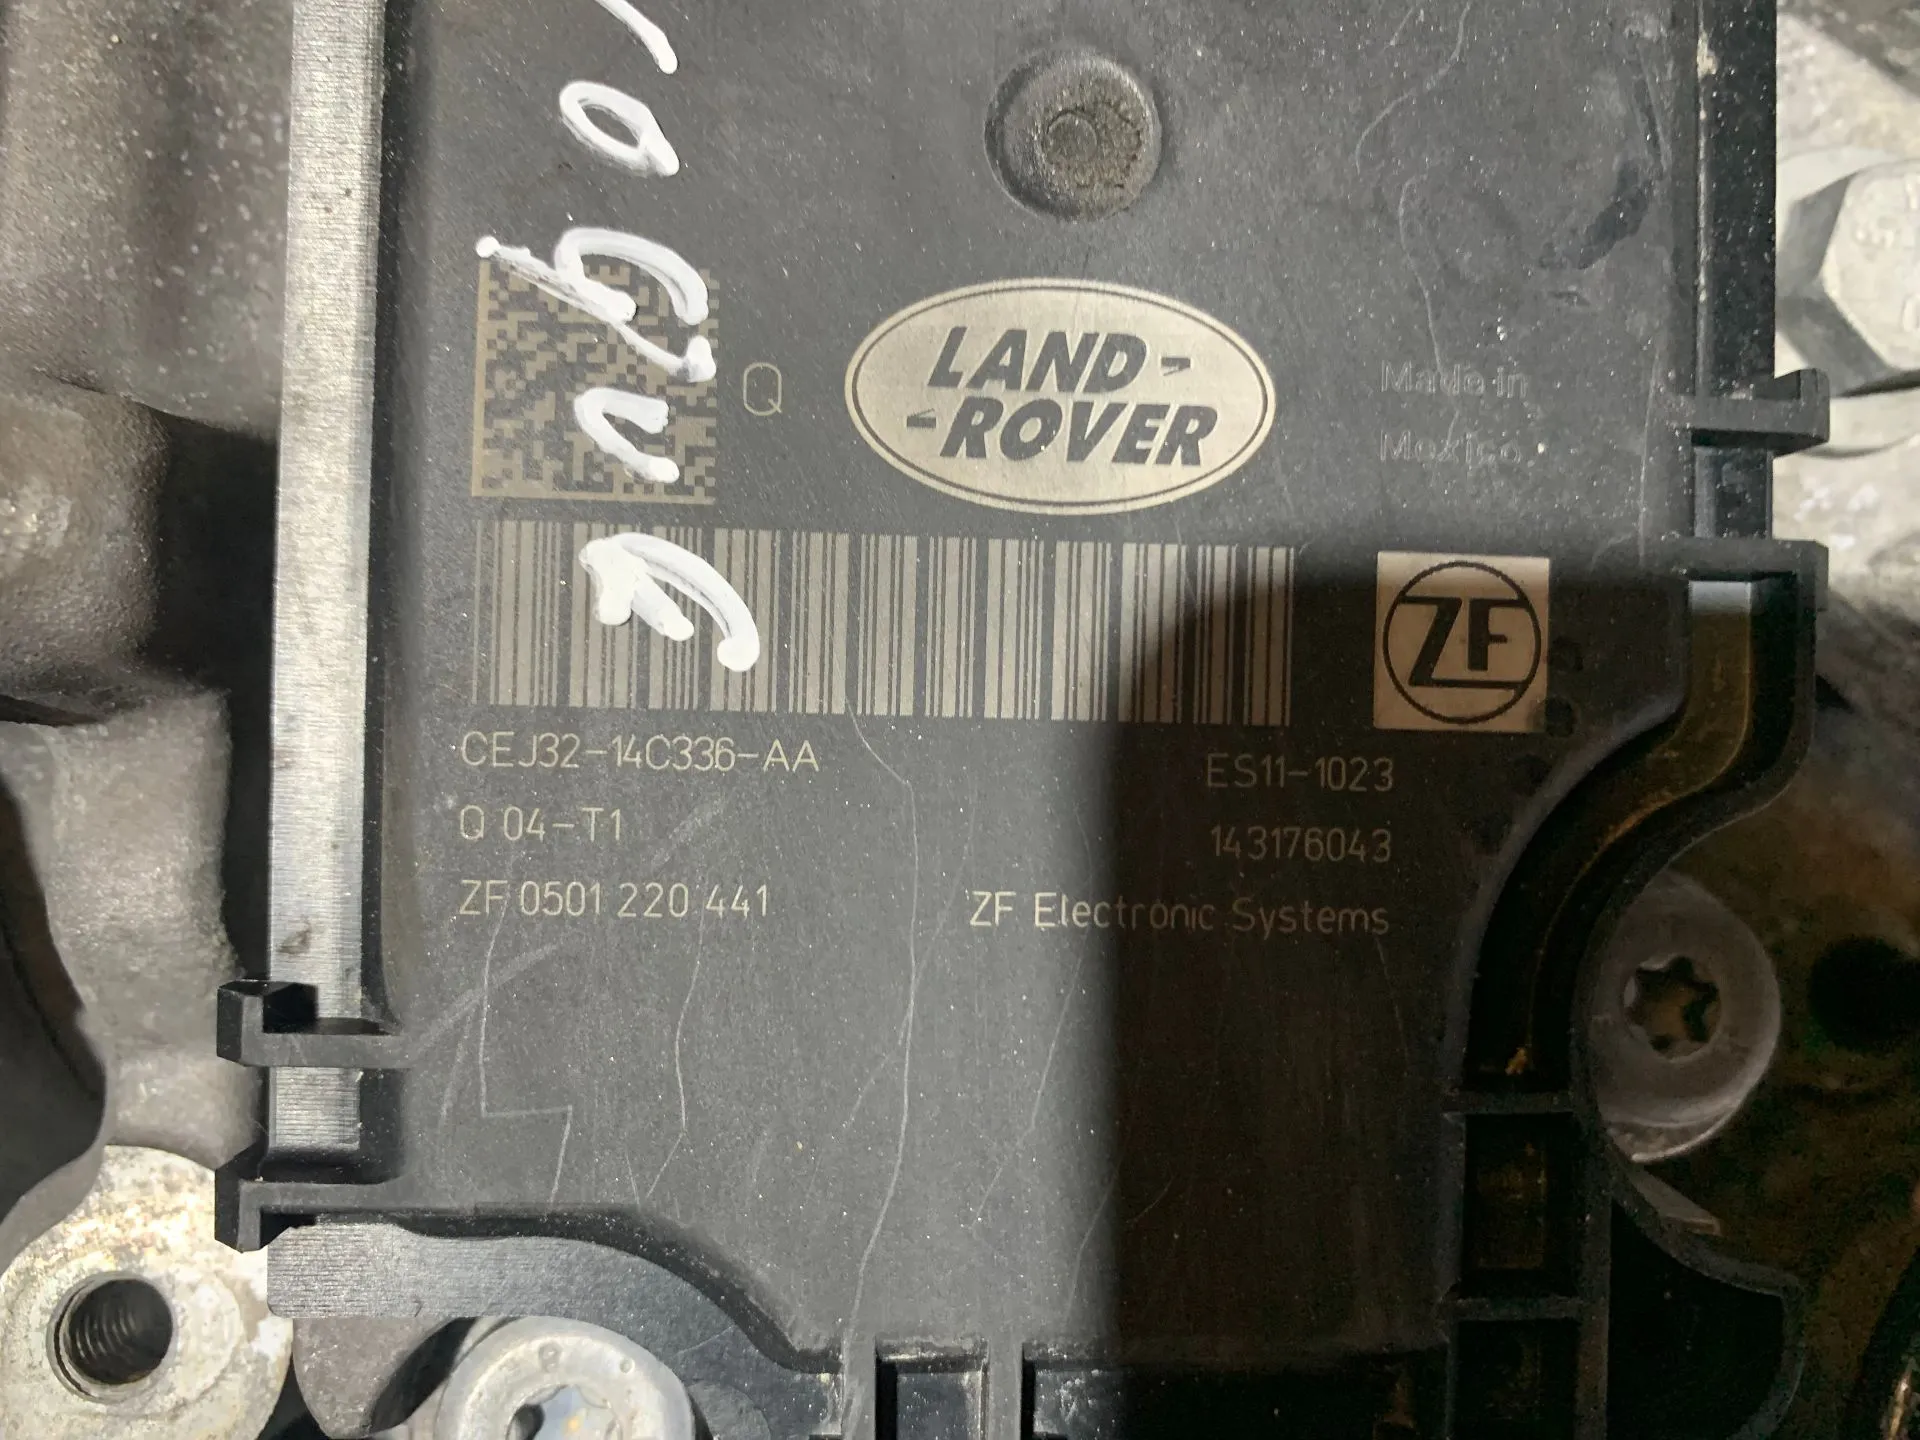 Q
LAND-
-ROVER
Made in
Mexico
ZF
CEJ32-14C336-AA
ES11-1023
Q 04-T1
143176043
ZF 0501 220 441
ZF Electronic Systems